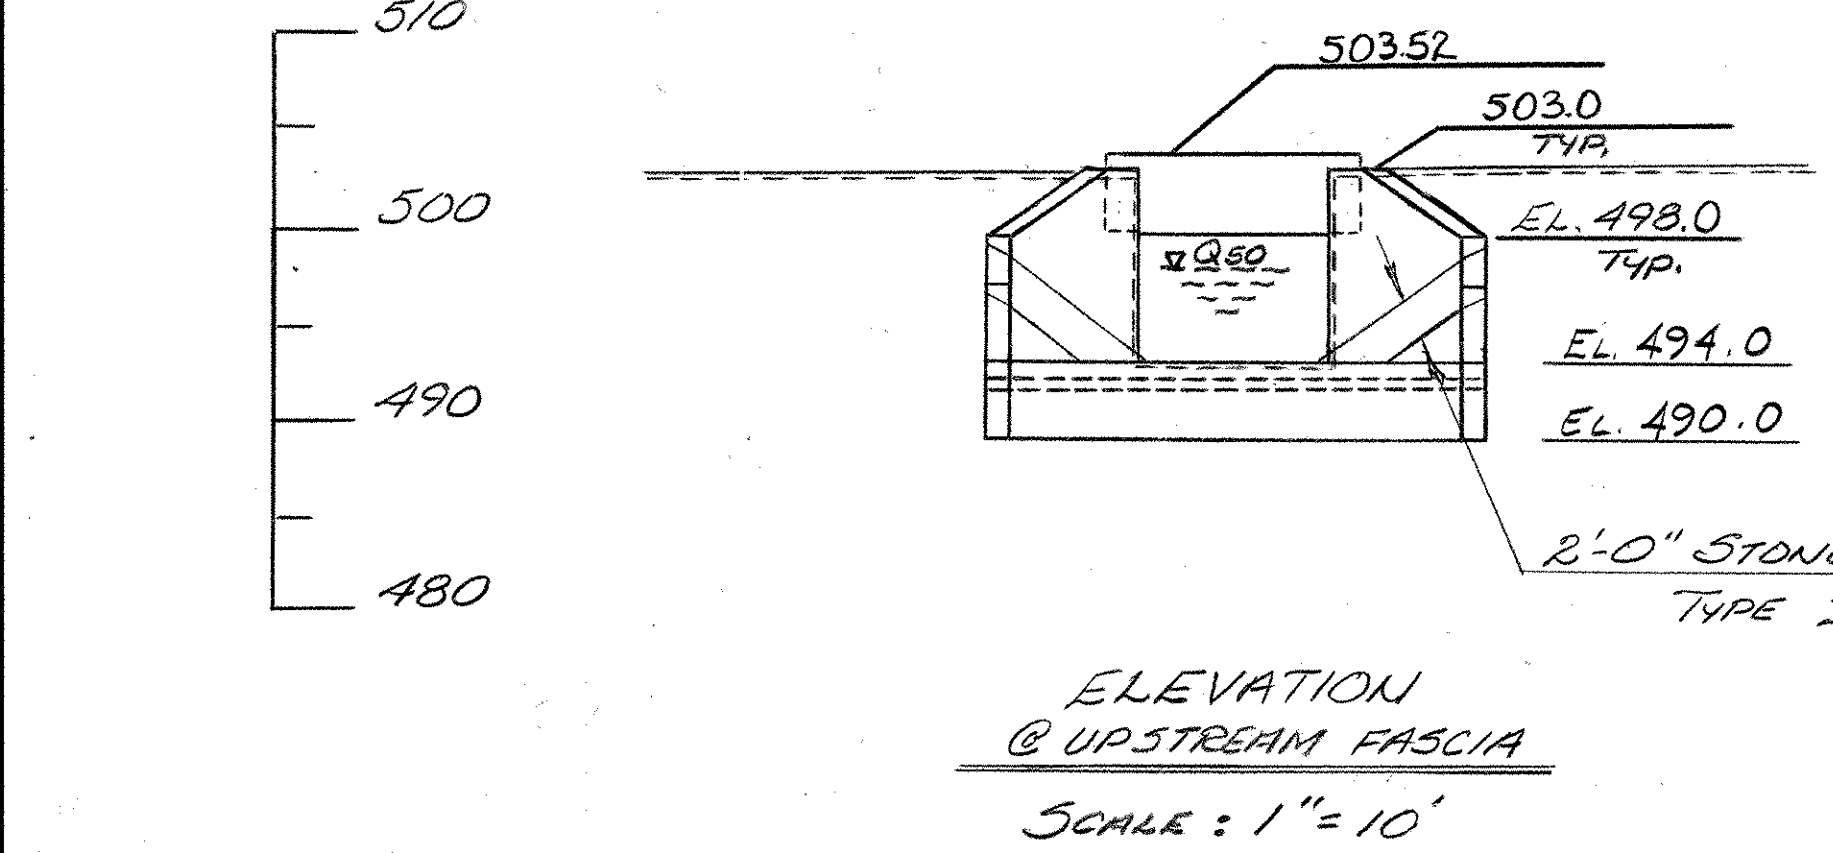 510
503.52
503.0
TYP.
500
EL. 498.0
TYP.
Q50
EL. 494.0
490
EL. 490.0
2'-0" STON
480
TYPE
ELEVATION
@ UPSTREAM FASCIA
SCALE : 1" = 10'